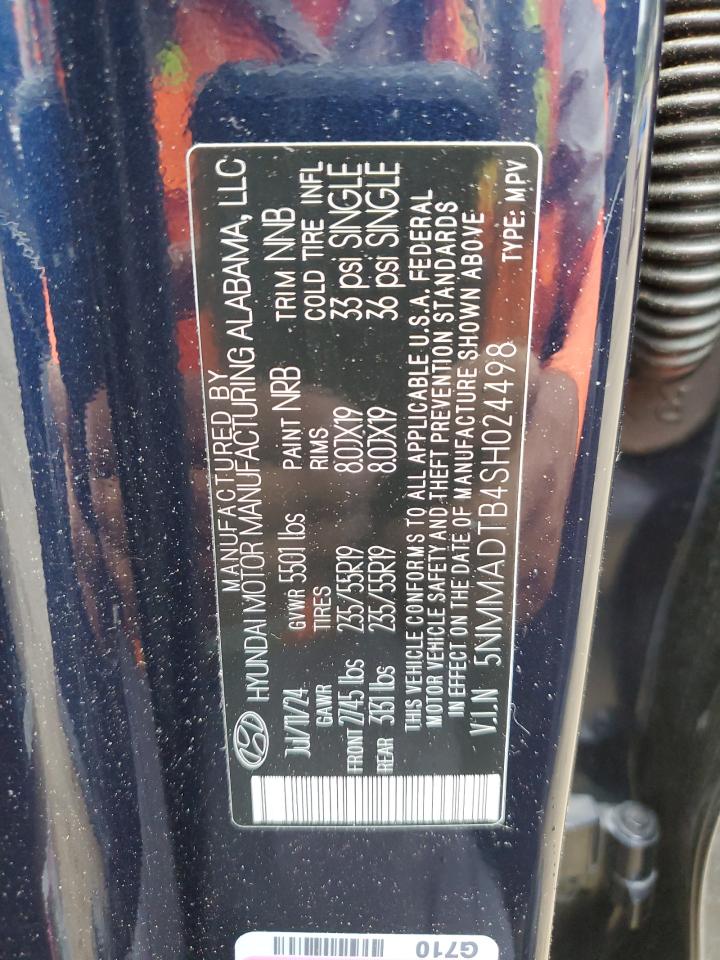 MANUFACTURED BY
HYUNDAI MOTOR MANUFACTURING ALABAMA, LLC
Jul/11/24 GVWR 5501 lbs PAINT NRB TRIM NNB
GAWR TIRES RIMS COLD TIRE INFL
FRONT 2745 lbs 235/55R19 8.0JX19 33 psi SINGLE
REAR 3131 lbs 235/55R19 8.0JX19 36 psi SINGLE
THIS VEHICLE CONFORMS TO ALL APPLICABLE U.S.A. FEDERAL
MOTOR VEHICLE SAFETY AND THEFT PREVENTION STANDARDS
IN EFFECT ON THE DATE OF MANUFACTURE SHOWN ABOVE
V.I.N 5NMMADTB4SH024498 TYPE: MPV
G710